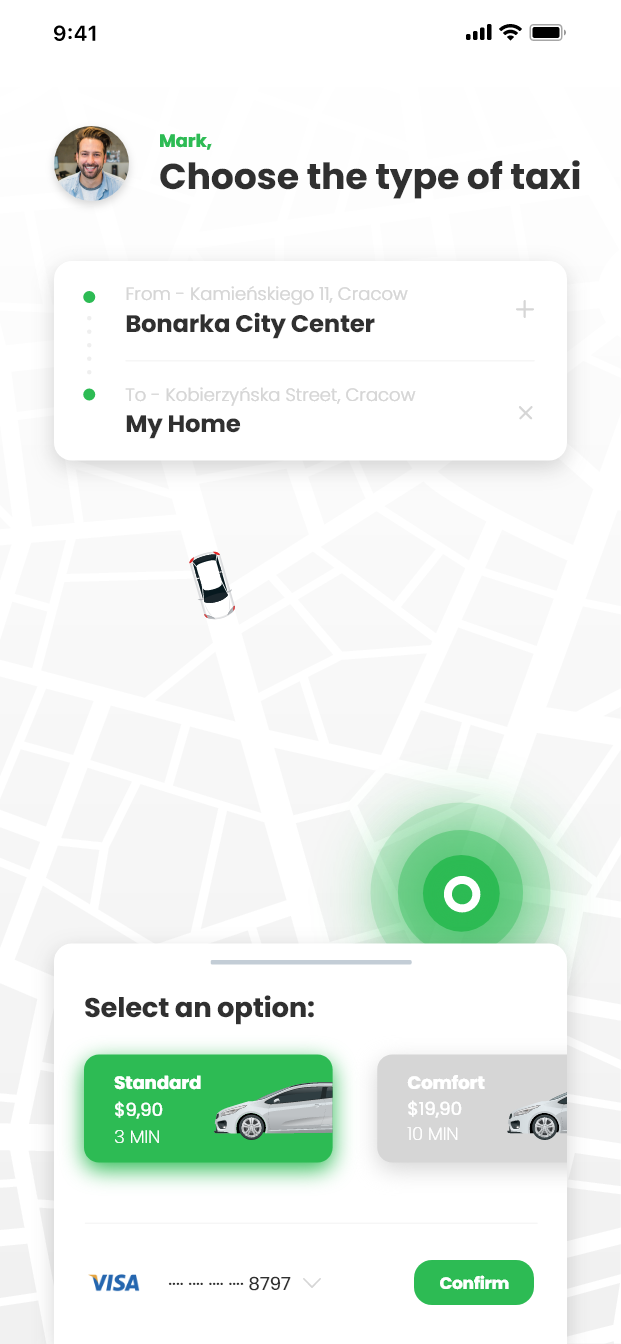 9:41
Mark,
Choose the type of taxi
From - Kamieńskiego 11, Cracow
Bonarka City Center
To - Kobierzyńska Street, Cracow
My Home
Select an option:
Standard
$9,90
3 MIN
Comfort
$19,90
10 MIN
VISA
···· ···· ···· ···· 8797
Confirm